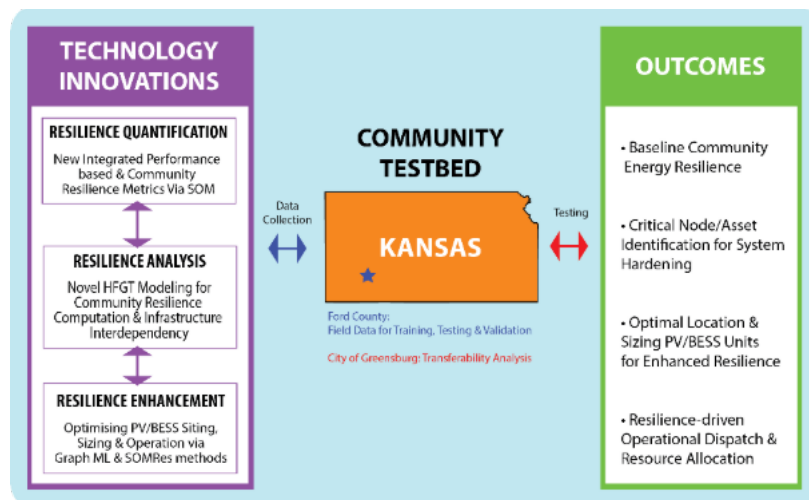 TECHNOLOGY
INNOVATIONS
RESILIENCE QUANTIFICATION
New Integrated Performance
based & Community
Resilience Metrics Via SOM
RESILIENCE ANALYSIS
Novel HFGT Modeling for
Community Resilience
Computation & Infrastructure
Interdependency
RESILIENCE ENHANCEMENT
Optimising PV/BESS Siting,
Sizing & Operation via
Graph ML & SOMRes methods
Data
Collection
COMMUNITY
TESTBED
KANSAS
Ford County:
Field Data for Training, Testing & Validation
City of Greensburg: Transferability Analysis
Testing
OUTCOMES
• Baseline Community
Energy Resilience
• Critical Node/Asset
Identification for System
Hardening
• Optimal Location &
Sizing PV/BESS Units
for Enhanced Resilience
• Resilience-driven
Operational Dispatch &
Resource Allocation